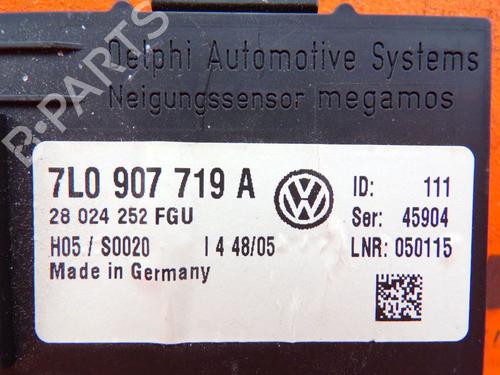 Delphi Automotive Systems
Neigungssensor megamos
7L0 907 719 A
ID: 111
28 024 252 FGU
Ser: 45904
H05 / S0020 I 4 48/05
LNR: 050115
Made in Germany
R-PARTS